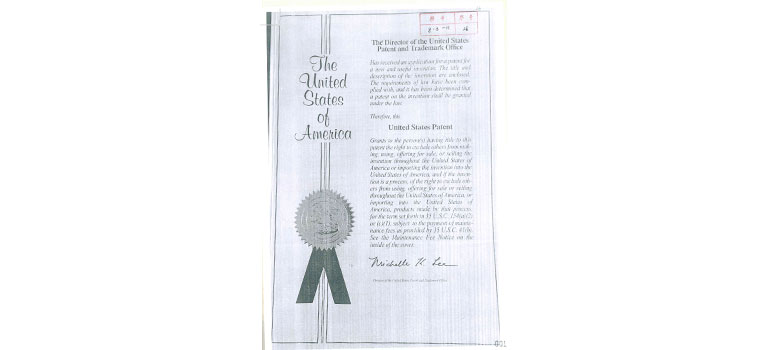 The
United
States
of
America
The Director of the United States
Patent and Trademark Office
Has received an application for a patent for
a new and useful invention. The title and
description of the invention are enclosed.
The requirements of law have been com-
plied with, and it has been determined that
a patent on the invention shall be granted
under the law.
Therefore, this
United States Patent
Grants to the person(s) having title to this
patent the right to exclude others from mak-
ing, using, offering for sale, or selling the
invention throughout the United States of
America or importing the invention into the
United States of America, and if the inven-
tion is a process, of the right to exclude oth-
ers from using, offering for sale or selling
throughout the United States of America, or
importing into the United States of
America, products made by that process,
for the term set forth in 35 U.S.C. 154(a)(2)
or (c)(1), subject to the payment of mainte-
nance fees as provided by 35 U.S.C. 41(b).
See the Maintenance Fee Notice on the
inside of the cover.
Michelle K. Lee